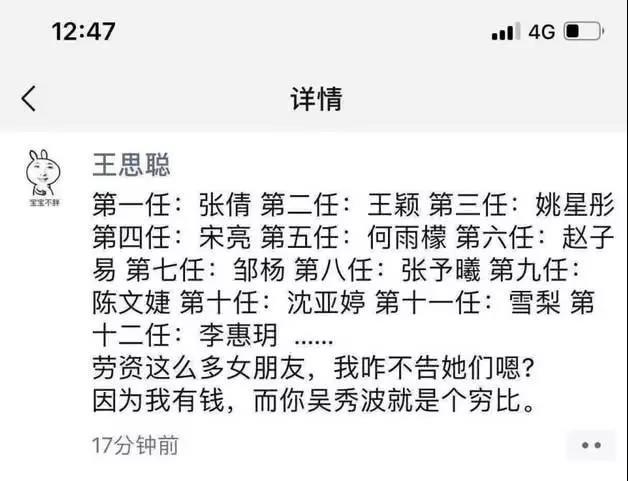 12:47 4G
详情
王思聪
宝宝不胖
第一任：张倩 第二任：王颖 第三任：姚星彤
第四任：宋亮 第五任：何雨檬 第六任：赵子
易 第七任：邹杨 第八任：张予曦 第九任：
陈文婕 第十任：沈亚婷 第十一任：雪梨 第
十二任：李惠玥 ......
劳资这么多女朋友，我咋不告她们嗯？
因为我有钱，而你吴秀波就是个穷比。
17分钟前